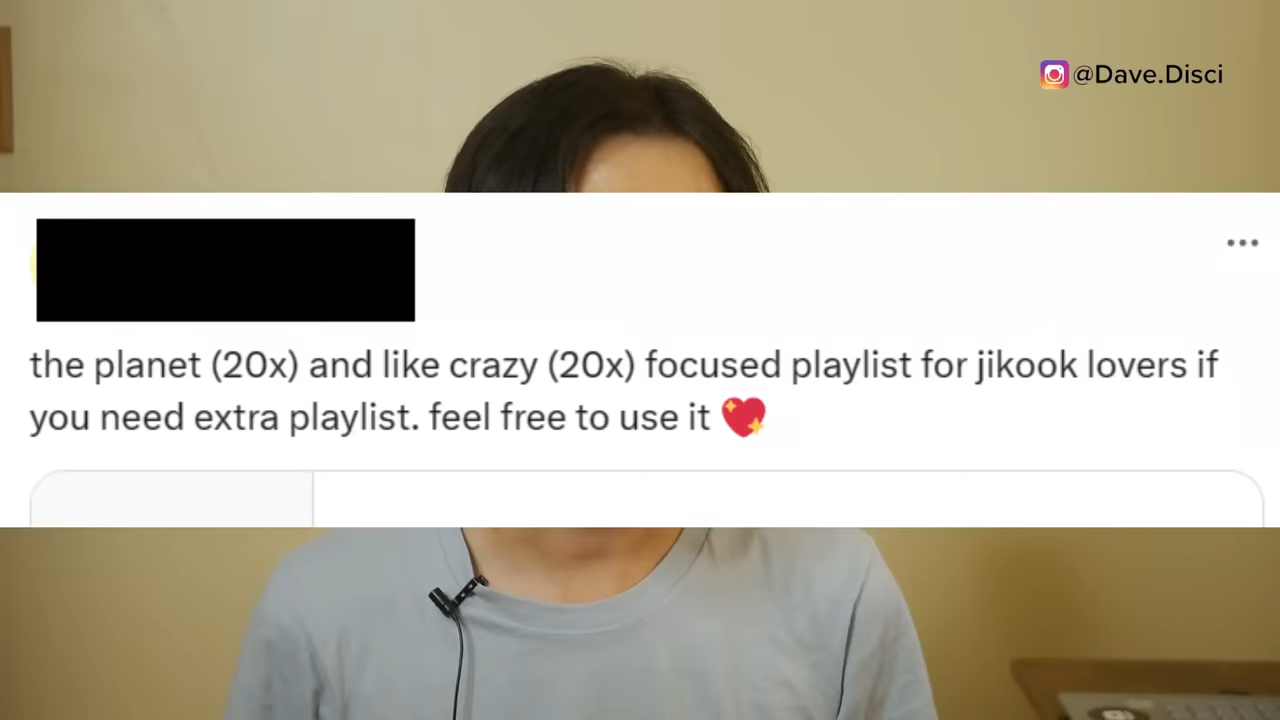 @Dave.Disci
the planet (20x) and like crazy (20x) focused playlist for jikook lovers if
you need extra playlist. feel free to use it 💖